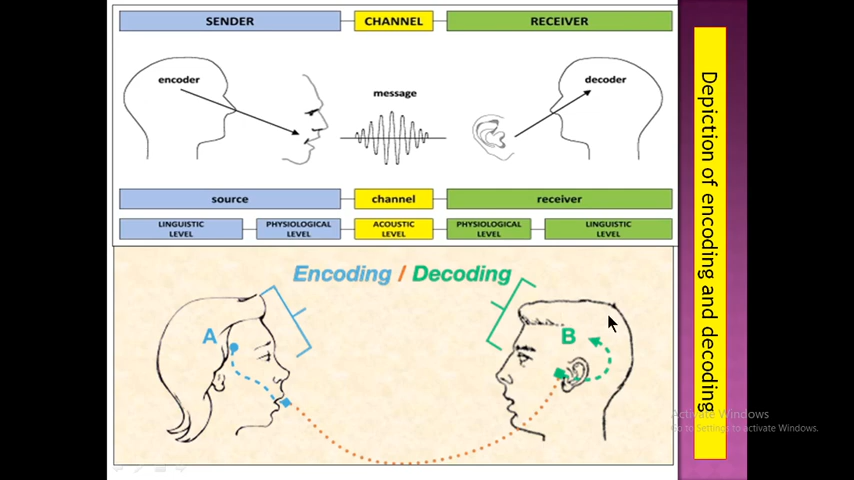 SENDER
CHANNEL
RECEIVER
encoder
message
decoder
source
channel
receiver
LINGUISTIC
LEVEL
PHYSIOLOGICAL
LEVEL
ACOUSTIC
LEVEL
PHYSIOLOGICAL
LEVEL
LINGUISTIC
LEVEL
Encoding / Decoding
A
B
Depiction of encoding and decoding
Activate Windows
Go to Settings to activate Windows.